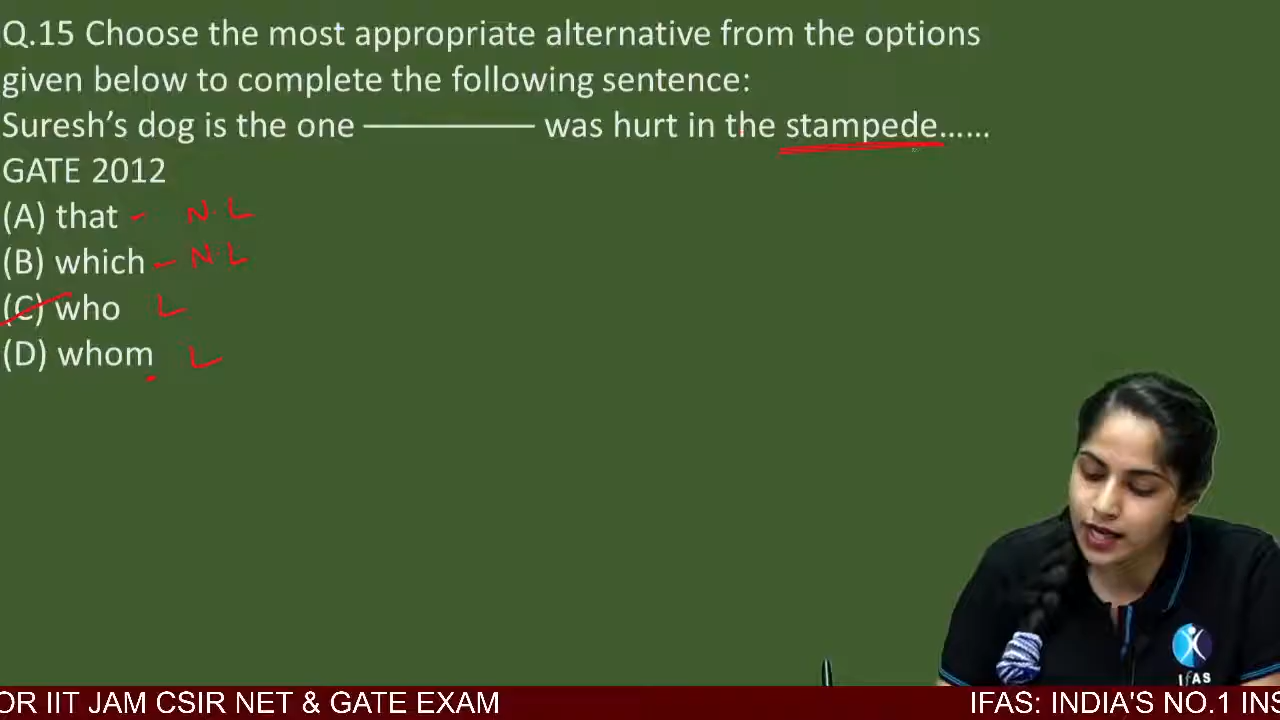 Q.15 Choose the most appropriate alternative from the options
given below to complete the following sentence:
Suresh's dog is the one ————— was hurt in the stampede......
GATE 2012
(A) that - N.L
(B) which - N.L
(C) who L
(D) whom L
IFAS
OR IIT JAM CSIR NET & GATE EXAM IFAS: INDIA'S NO.1 INS